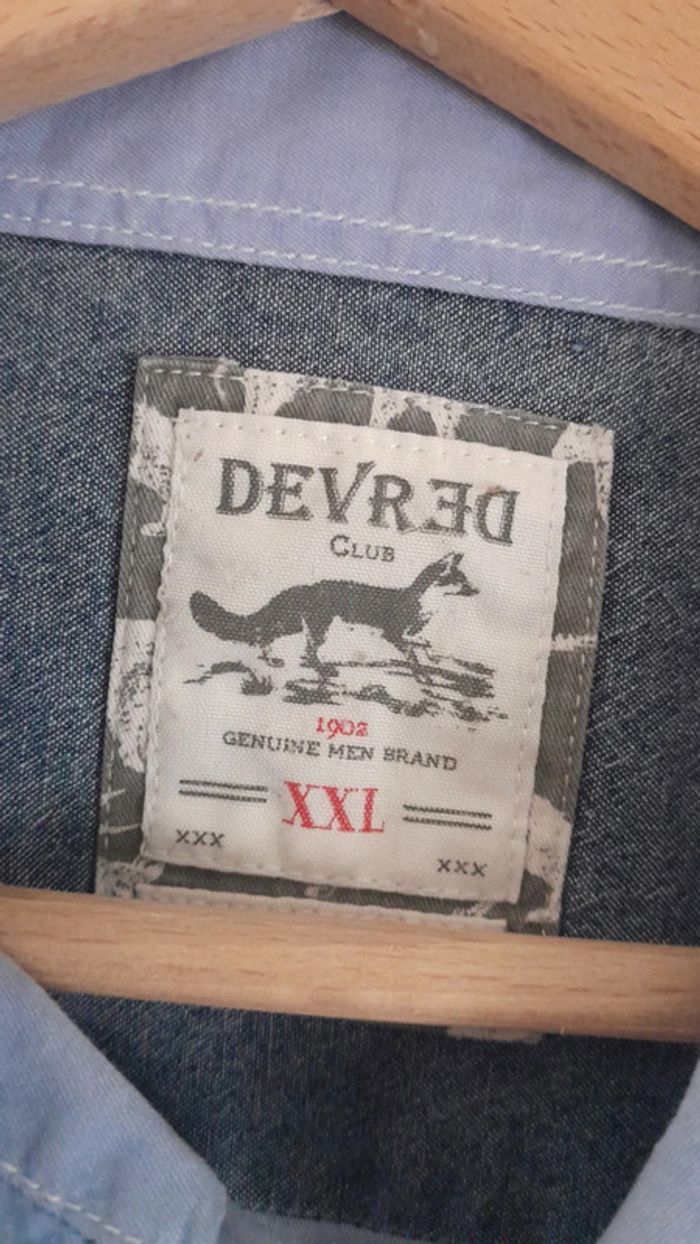 DEVRED
CLUB
1902
GENUINE MEN BRAND
XXL
xxx
xxx